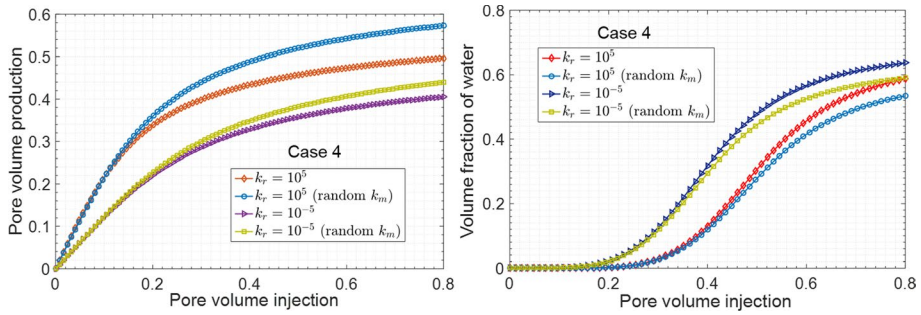 Pore volume production
0.6
0.5
0.4
0.3
0.2
0.1
0
Case 4
k_r = 10^5
k_r = 10^5 (random k_m)
k_r = 10^-5
k_r = 10^-5 (random k_m)
0 0.2 0.4 0.6 0.8
Pore volume injection
Volume fraction of water
0.8
0.6
0.4
0.2
0.0
Case 4
k_r = 10^5
k_r = 10^5 (random k_m)
k_r = 10^-5
k_r = 10^-5 (random k_m)
0 0.2 0.4 0.6 0.8
Pore volume injection